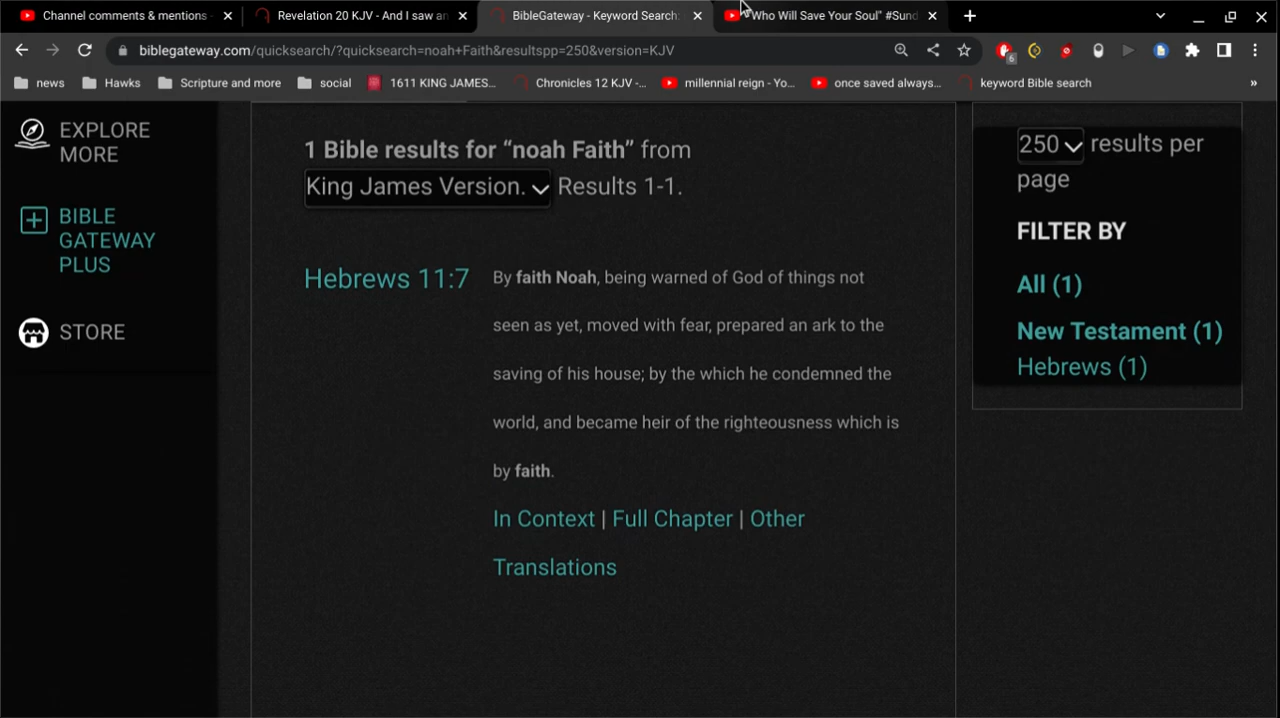 Channel comments & mentions -
Revelation 20 KJV - And I saw an
BibleGateway - Keyword Search:
"Who Will Save Your Soul" #Sund
biblegateway.com/quicksearch/?quicksearch=noah+Faith&resultspp=250&version=KJV
6
news
Hawks
Scripture and more
social
1611 KING JAMES...
Chronicles 12 KJV -...
millennial reign - Yo...
once saved always...
keyword Bible search
»
EXPLORE
MORE
BIBLE
GATEWAY
PLUS
STORE
1 Bible results for “noah Faith” from
King James Version. Results 1-1.
Hebrews 11:7
By faith Noah, being warned of God of things not
seen as yet, moved with fear, prepared an ark to the
saving of his house; by the which he condemned the
world, and became heir of the righteousness which is
by faith.
In Context | Full Chapter | Other
Translations
250 results per
page
FILTER BY
All (1)
New Testament (1)
Hebrews (1)